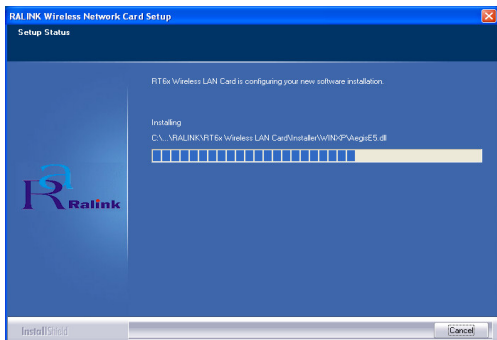 RALINK Wireless Network Card Setup
Setup Status
RT6x Wireless LAN Card is configuring your new software installation.
Installing
C:\...\RALINK\RT6x Wireless LAN Card\Installer\WINXP\AegisE5.dll
Ralink
InstallShield
Cancel